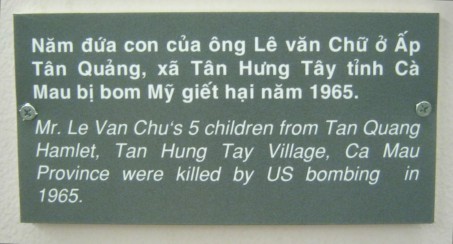 Năm đứa con của ông Lê văn Chữ ở Ấp
Tân Quảng, xã Tân Hưng Tây tỉnh Cà
Mau bị bom Mỹ giết hại năm 1965.
Mr. Le Van Chu's 5 children from Tan Quang
Hamlet, Tan Hung Tay Village, Ca Mau
Province were killed by US bombing in
1965.